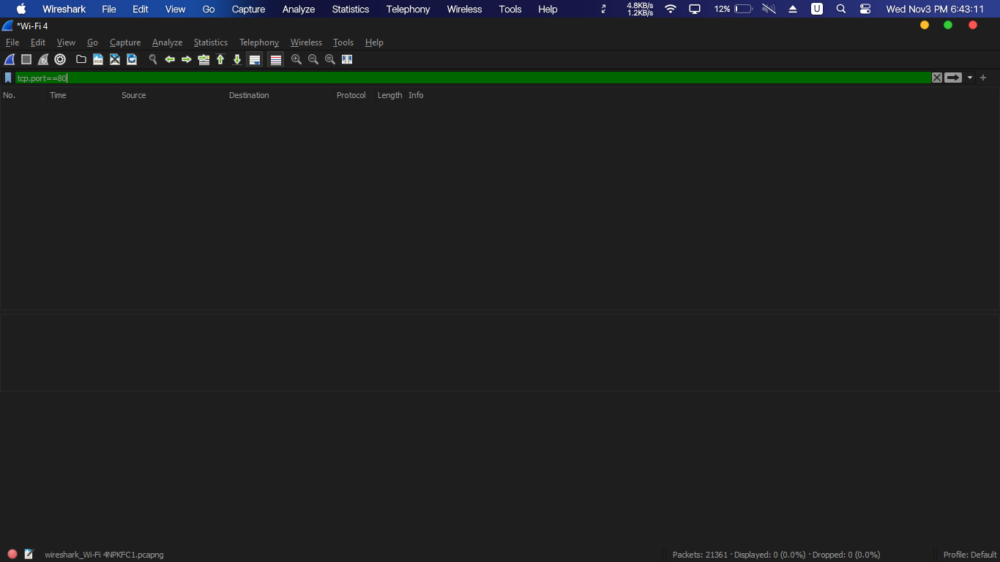 Wireshark File Edit View Go Capture Analyze Statistics Telephony Wireless Tools Help 4.8KB/s 12% U Wed Nov3 PM 6:43:11
1.2KB/s
*Wi-Fi 4
File Edit View Go Capture Analyze Statistics Telephony Wireless Tools Help
tcp.port==80
No. Time Source Destination Protocol Length Info
wireshark_Wi-Fi 4NPKFC1.pcapng Packets: 21361 · Displayed: 0 (0.0%) · Dropped: 0 (0.0%) Profile: Default